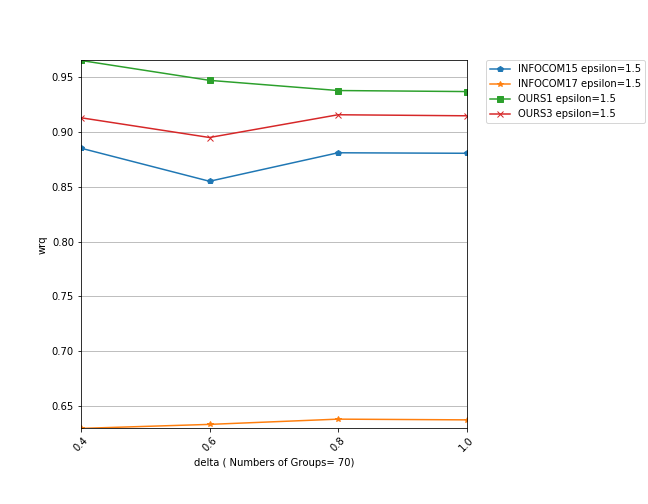 INFOCOM15 epsilon=1.5
INFOCOM17 epsilon=1.5
OURS1 epsilon=1.5
OURS3 epsilon=1.5
0.95
0.90
0.85
0.80
0.75
0.70
0.65
wrq
0.4
0.6
0.8
1.0
delta ( Numbers of Groups= 70)